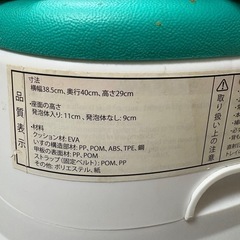 品質表示
寸法
横幅38.5cm、奥行40cm、高さ29cm
・座面の高さ
発泡体入り：11cm、発泡体なし：9cm
・材料
クッション材：EVA
いすの構造部材：PP、POM、ABS、TPE、鋼
甲板の表面材：PP、POM
ストラップ（固定ベルト）：POM、PP
その他：ポリエステル、紙
取り扱い上の注意